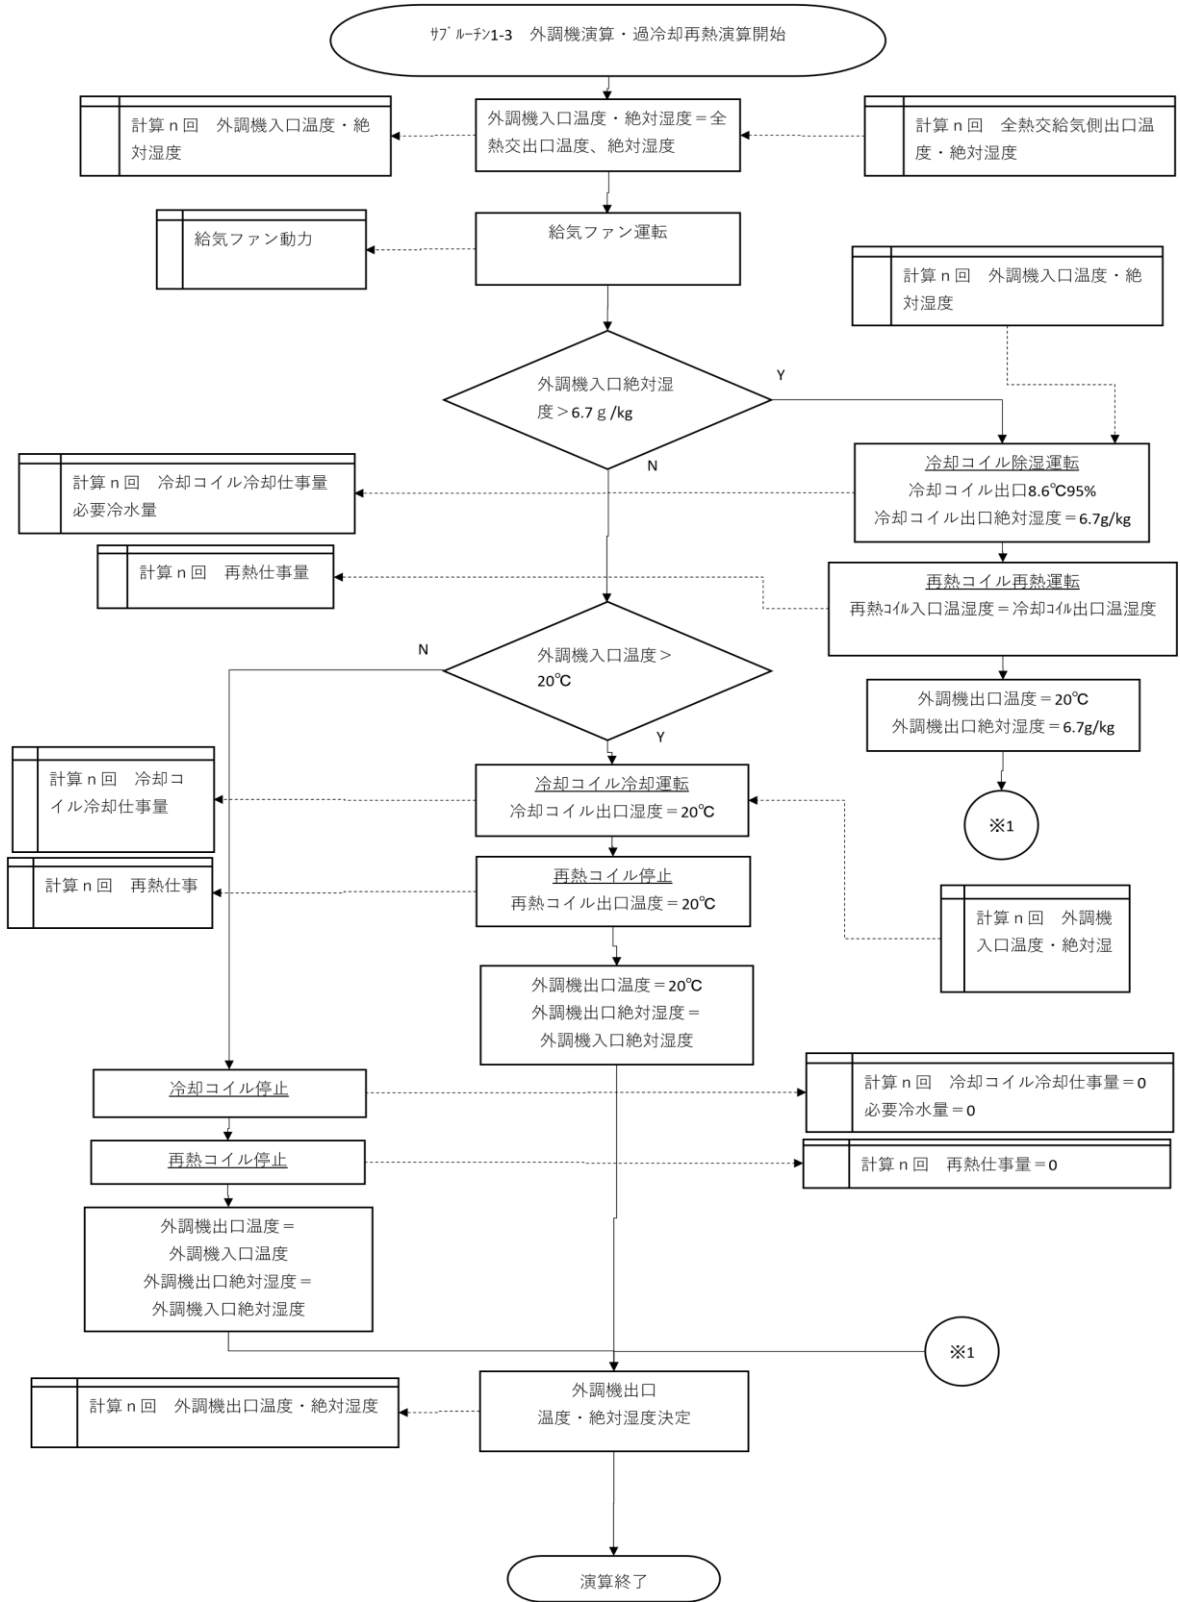 ｻﾌﾞﾙｰﾁﾝ1-3　外調機演算・過冷却再熱演算開始
計算ｎ回　外調機入口温度・絶
対湿度
外調機入口温度・絶対湿度＝全
熱交出口温度、絶対湿度
計算ｎ回　全熱交給気側出口温
度・絶対湿度
給気ファン動力
給気ファン運転
計算ｎ回　外調機入口温度・絶
対湿度
外調機入口絶対湿
度＞6.7ｇ/kg
Y
N
計算ｎ回　冷却コイル冷却仕事量
必要冷水量
冷却コイル除湿運転
冷却コイル出口8.6℃95%
冷却コイル出口絶対湿度＝6.7g/kg
計算ｎ回　再熱仕事量
再熱コイル再熱運転
再熱ｺｲﾙ入口温湿度＝冷却ｺｲﾙ出口温湿度
外調機入口温度＞
20℃
N
Y
外調機出口温度＝20℃
外調機出口絶対湿度＝6.7g/kg
※1
計算ｎ回　冷却コ
イル冷却仕事量
冷却コイル冷却運転
冷却コイル出口湿度＝20℃
計算ｎ回　再熱仕事
再熱コイル停止
再熱コイル出口温度＝20℃
計算ｎ回　外調機
入口温度・絶対湿
外調機出口温度＝20℃
外調機出口絶対湿度＝
外調機入口絶対湿度
冷却コイル停止
計算ｎ回　冷却コイル冷却仕事量＝0
必要冷水量＝0
再熱コイル停止
計算ｎ回　再熱仕事量＝0
外調機出口温度＝
外調機入口温度
外調機出口絶対湿度＝
外調機入口絶対湿度
※1
計算ｎ回　外調機出口温度・絶対湿度
外調機出口
温度・絶対湿度決定
演算終了